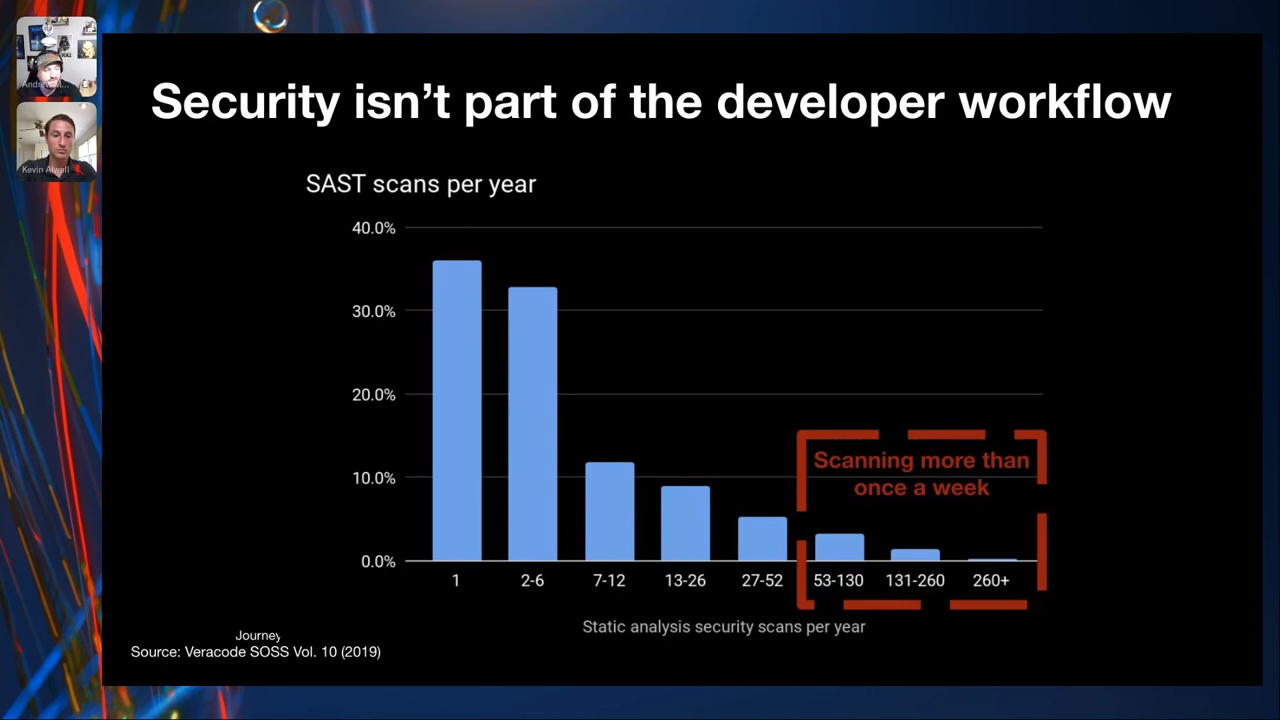 Security isn’t part of the developer workflow
Kevin Alwell
SAST scans per year
40.0%
30.0%
20.0%
10.0%
0.0%
Scanning more than
once a week
1
2-6
7-12
13-26
27-52
53-130
131-260
260+
Static analysis security scans per year
Journey
Source: Veracode SOSS Vol. 10 (2019)